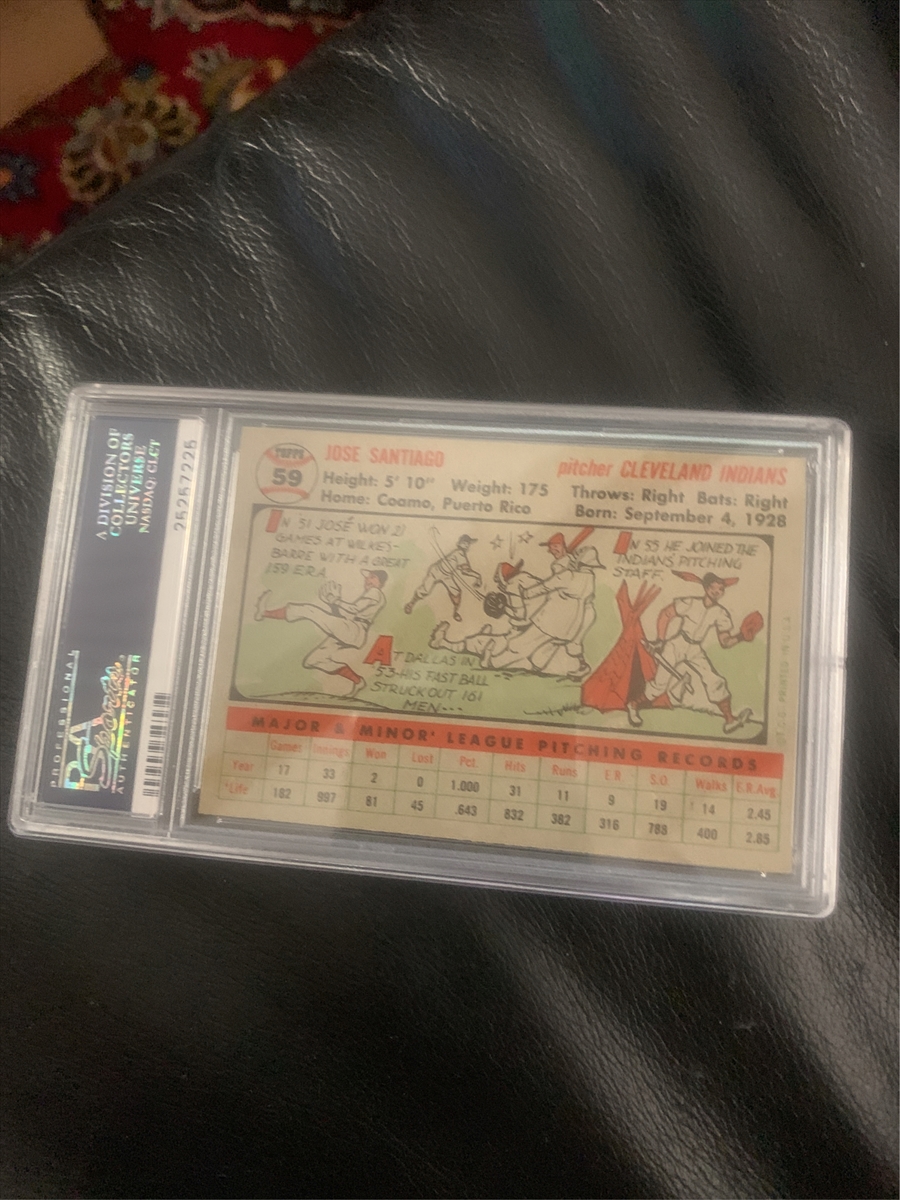 A DIVISION OF
COLLECTORS
UNIVERSE
NASDAQ: CLCT
25257225
PROFESSIONAL
PSA
AUTHENTICATOR
TOPPS
59
JOSE SANTIAGO
pitcher CLEVELAND INDIANS
Height: 5' 10" Weight: 175 Throws: Right Bats: Right
Home: Coamo, Puerto Rico Born: September 4, 1928
IN '51 JOSE WON 21
GAMES AT WILKES-
BARRE WITH A GREAT
1.59 E.R.A.
AT DALLAS IN
'53-HIS FAST BALL
STRUCK OUT 161
MEN---
IN '55 HE JOINED THE
INDIANS' PITCHING
STAFF.
MAJOR & MINOR* LEAGUE PITCHING RECORDS
Games Innings Won Lost Pct. Hits Runs E.R. S.O. Walks E.R.Avg
Year 17 33 2 0 1.000 31 11 9 19 14 2.45
*Life 182 997 81 45 .643 832 382 316 788 400 2.85